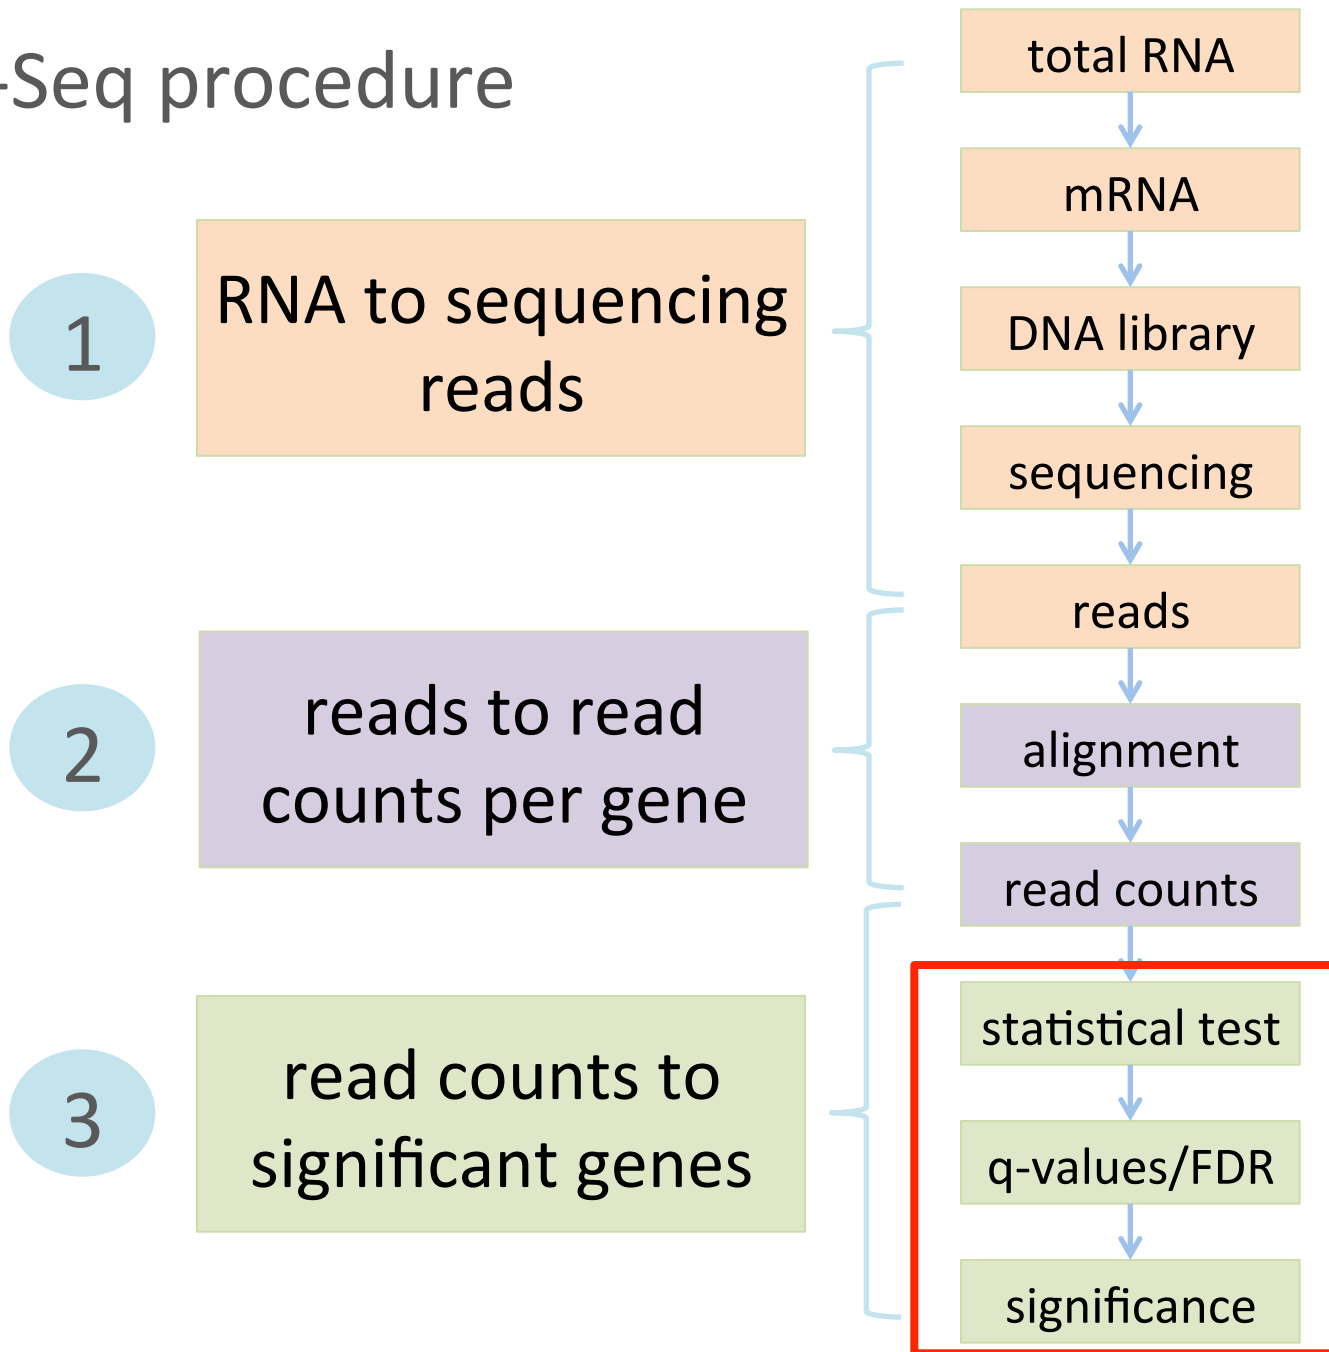 -Seq procedure
1
RNA to sequencing
reads
2
reads to read
counts per gene
3
read counts to
significant genes
total RNA
mRNA
DNA library
sequencing
reads
alignment
read counts
statistical test
q-values/FDR
significance